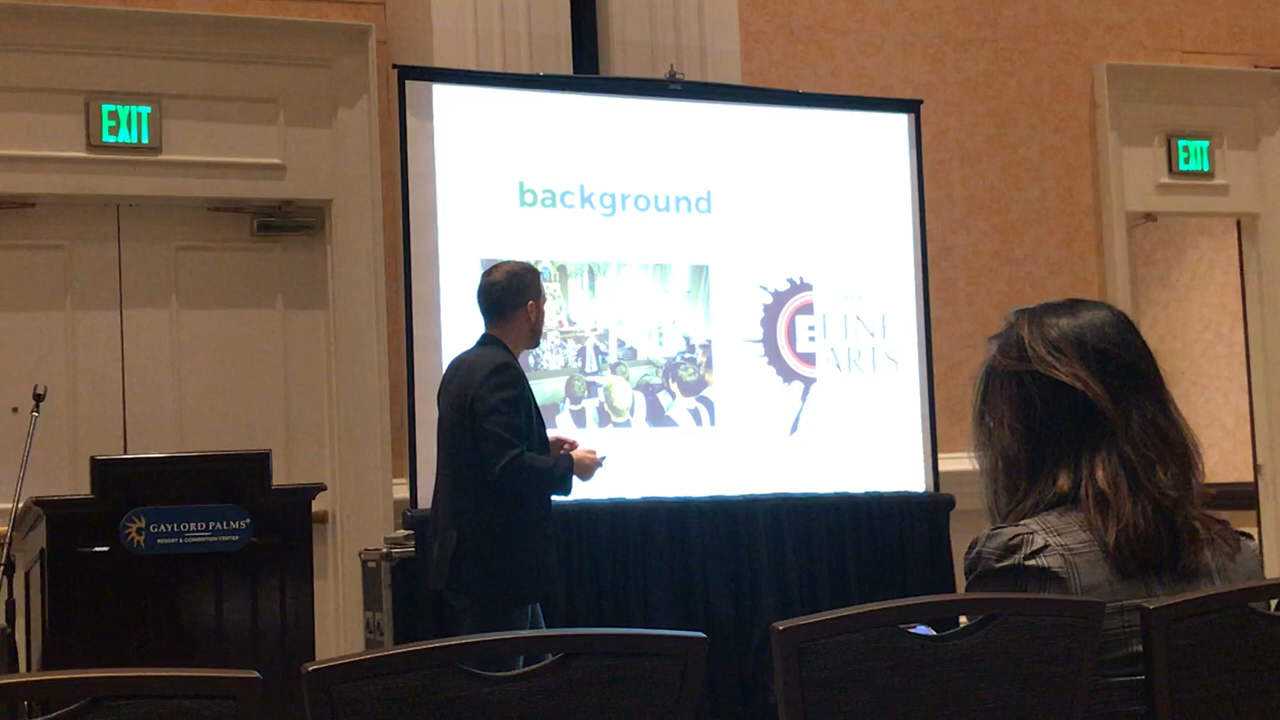 EXIT
EXIT
background
E FINE
ARTS
GAYLORD PALMS®
RESORT & CONVENTION CENTER